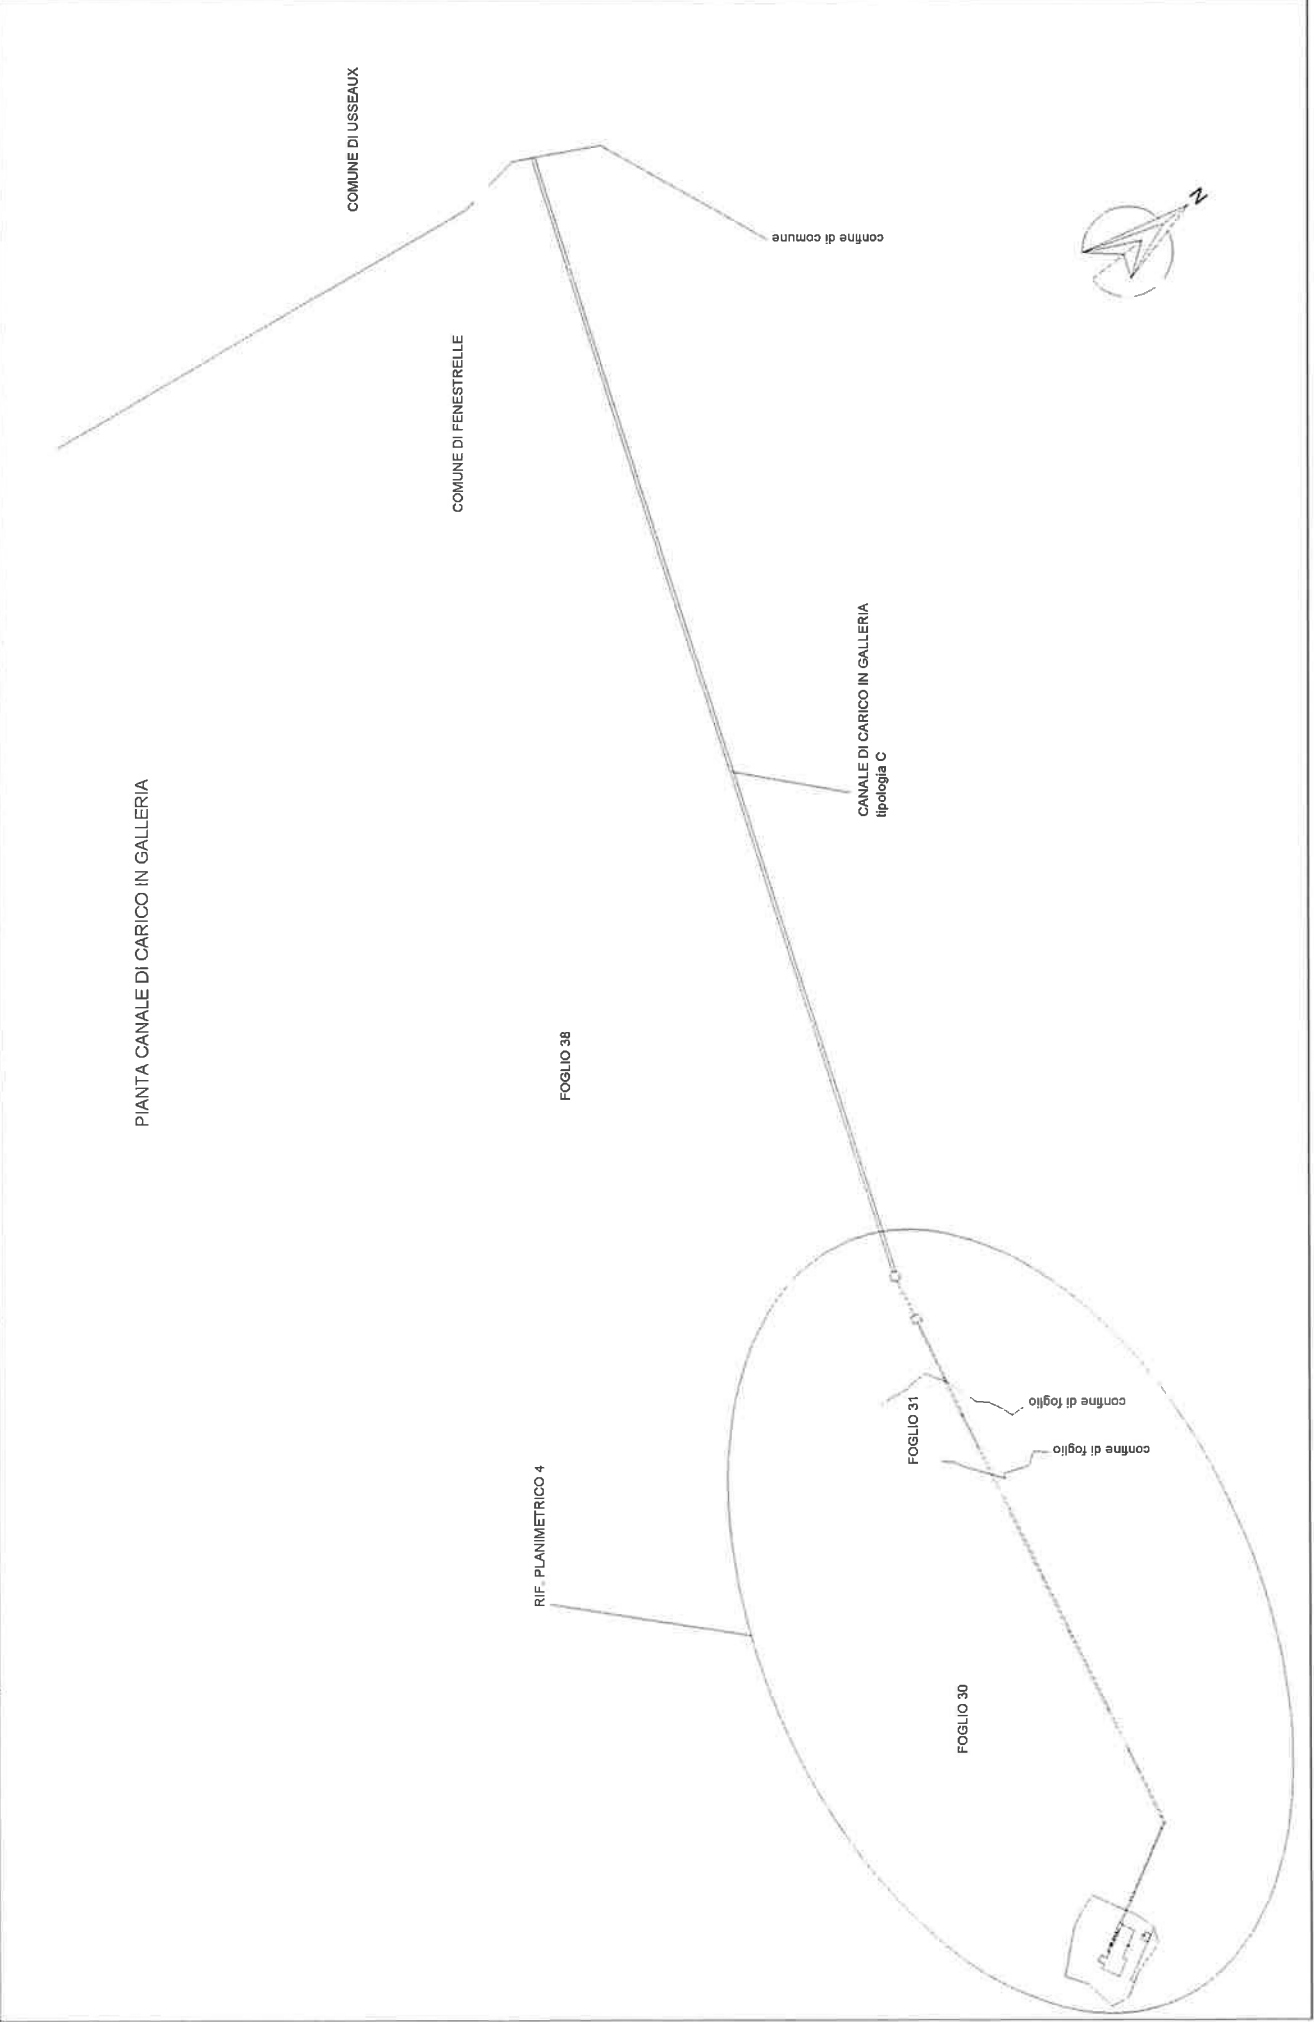 PIANTA CANALE DI CARICO IN GALLERIA
COMUNE DI USSEAUX
COMUNE DI FENESTRELLE
confine di comune
N
CANALE DI CARICO IN GALLERIA
tipologia C
FOGLIO 38
RIF. PLANIMETRICO 4
FOGLIO 31
confine di foglio
confine di foglio
FOGLIO 30